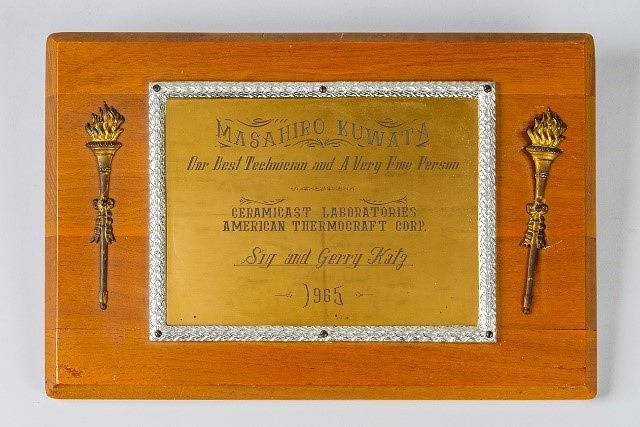 MASAHIRO KUWATA
Our Best Technician and A Very Fine Person
CERAMICAST LABORATORIES
AMERICAN THERMOCRAFT CORP.
Sig and Gerry Katz
1965